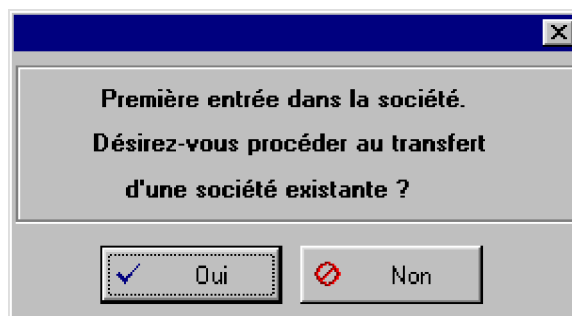 Première entrée dans la société.
Désirez-vous procéder au transfert
d'une société existante ?
Oui
Non